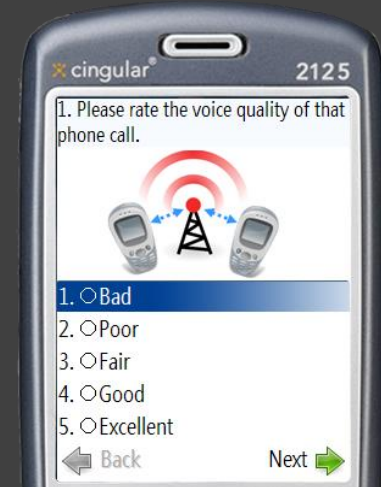 cingular®
2125
1. Please rate the voice quality of that
phone call.
1. Bad
2. Poor
3. Fair
4. Good
5. Excellent
Back
Next